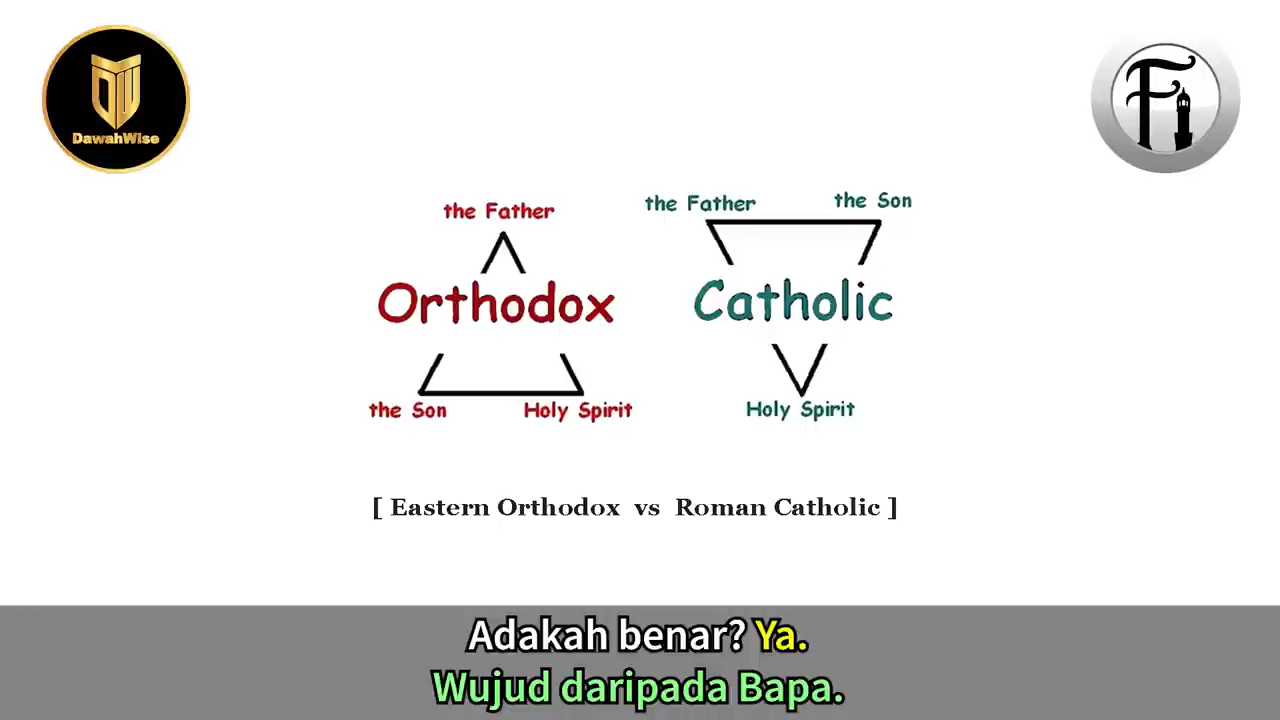 DawahWise
Fi
the Father
Orthodox
the Son Holy Spirit
the Father the Son
Catholic
Holy Spirit
[ Eastern Orthodox vs Roman Catholic ]
Adakah benar? Ya.
Wujud daripada Bapa.